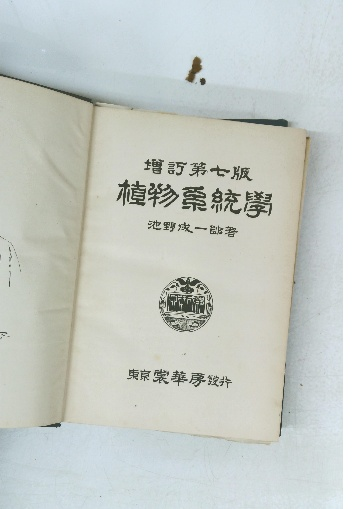 增訂第七版
植物系統學
池野成一郎著
東京 裳華房發行